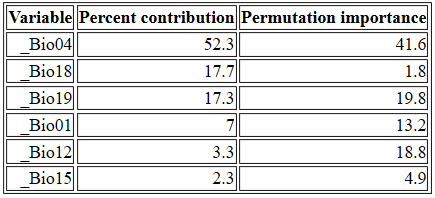 Variable Percent contribution Permutation importance
_Bio04 52.3 41.6
_Bio18 17.7 1.8
_Bio19 17.3 19.8
_Bio01 7 13.2
_Bio12 3.3 18.8
_Bio15 2.3 4.9